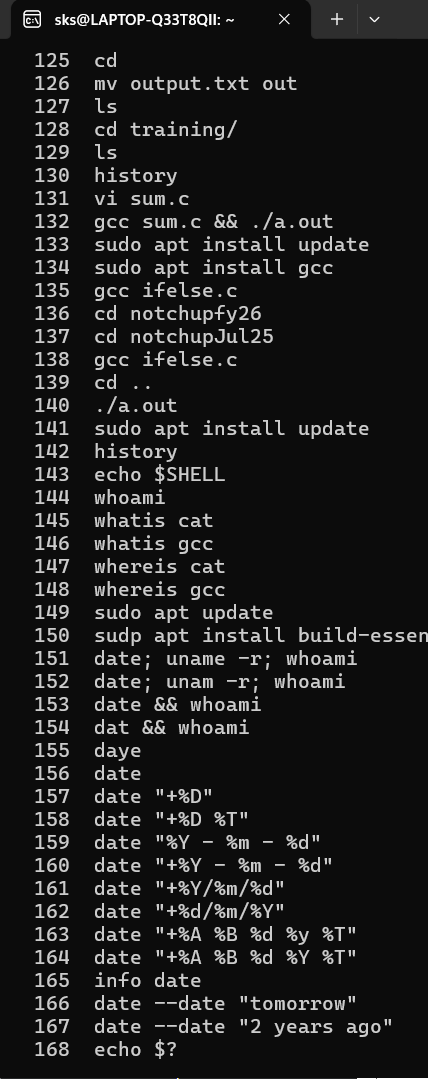 sks@LAPTOP-Q33T8QII: ~
125 cd
126 mv output.txt out
127 ls
128 cd training/
129 ls
130 history
131 vi sum.c
132 gcc sum.c && ./a.out
133 sudo apt install update
134 sudo apt install gcc
135 gcc ifelse.c
136 cd notchupfy26
137 cd notchupJul25
138 gcc ifelse.c
139 cd ..
140 ./a.out
141 sudo apt install update
142 history
143 echo $SHELL
144 whoami
145 whatis cat
146 whatis gcc
147 whereis cat
148 whereis gcc
149 sudo apt update
150 sudp apt install build-essen
151 date; uname -r; whoami
152 date; unam -r; whoami
153 date && whoami
154 dat && whoami
155 daye
156 date
157 date "+%D"
158 date "+%D %T"
159 date "%Y - %m - %d"
160 date "+%Y - %m - %d"
161 date "+%Y/%m/%d"
162 date "+%d/%m/%Y"
163 date "+%A %B %d %y %T"
164 date "+%A %B %d %Y %T"
165 info date
166 date --date "tomorrow"
167 date --date "2 years ago"
168 echo $?